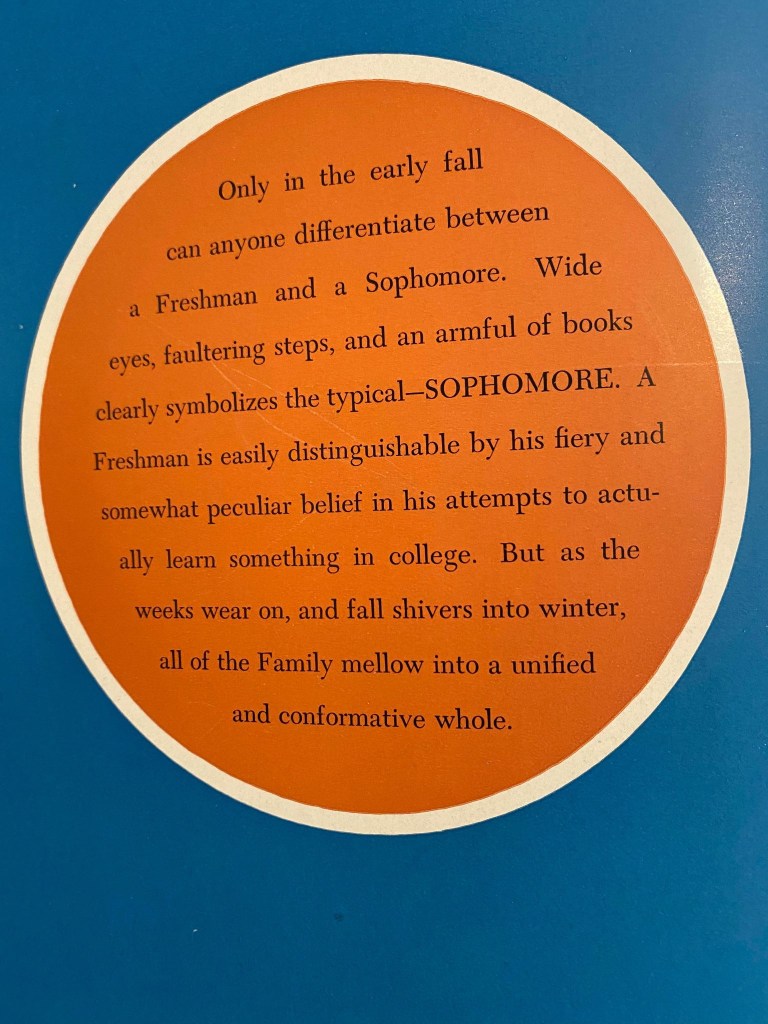 Only in the early fall
can anyone differentiate between
a Freshman and a Sophomore. Wide
eyes, faultering steps, and an armful of books
clearly symbolizes the typical—SOPHOMORE. A
Freshman is easily distinguishable by his fiery and
somewhat peculiar belief in his attempts to actu-
ally learn something in college. But as the
weeks wear on, and fall shivers into winter,
all of the Family mellow into a unified
and conformative whole.